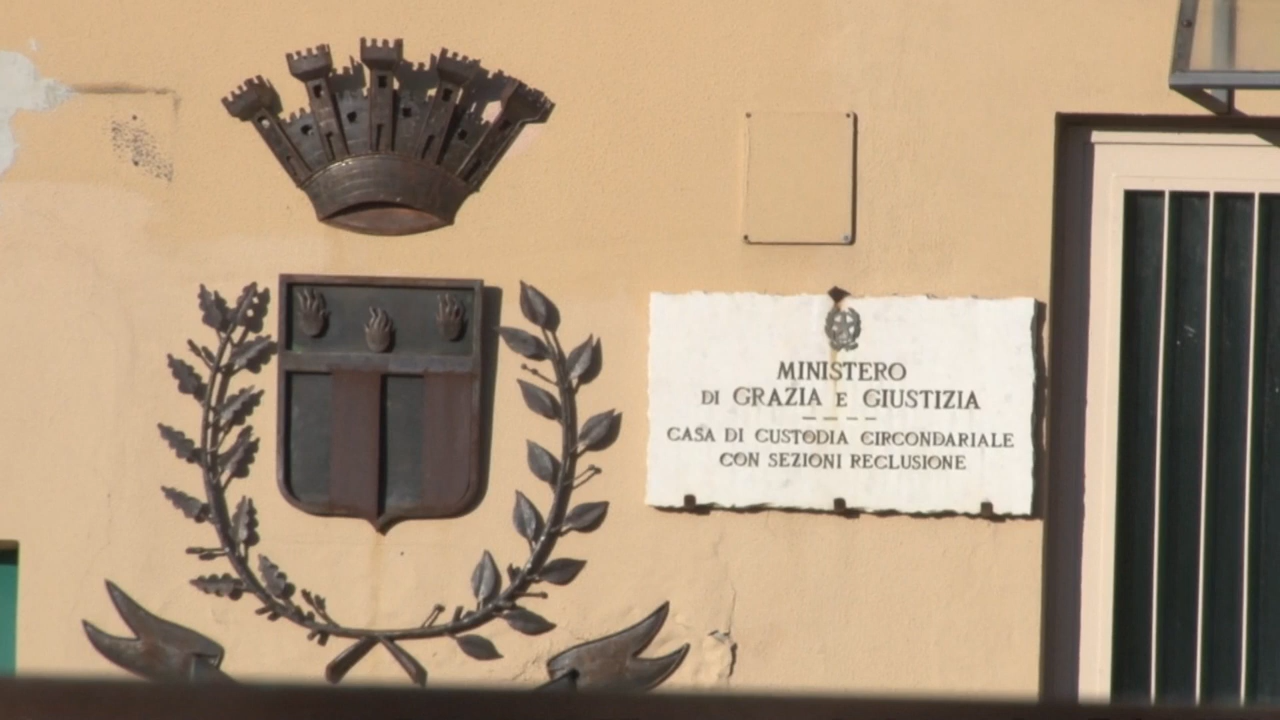 MINISTERO
DI GRAZIA E GIUSTIZIA
CASA DI CUSTODIA CIRCONDARIALE
CON SEZIONI RECLUSIONE